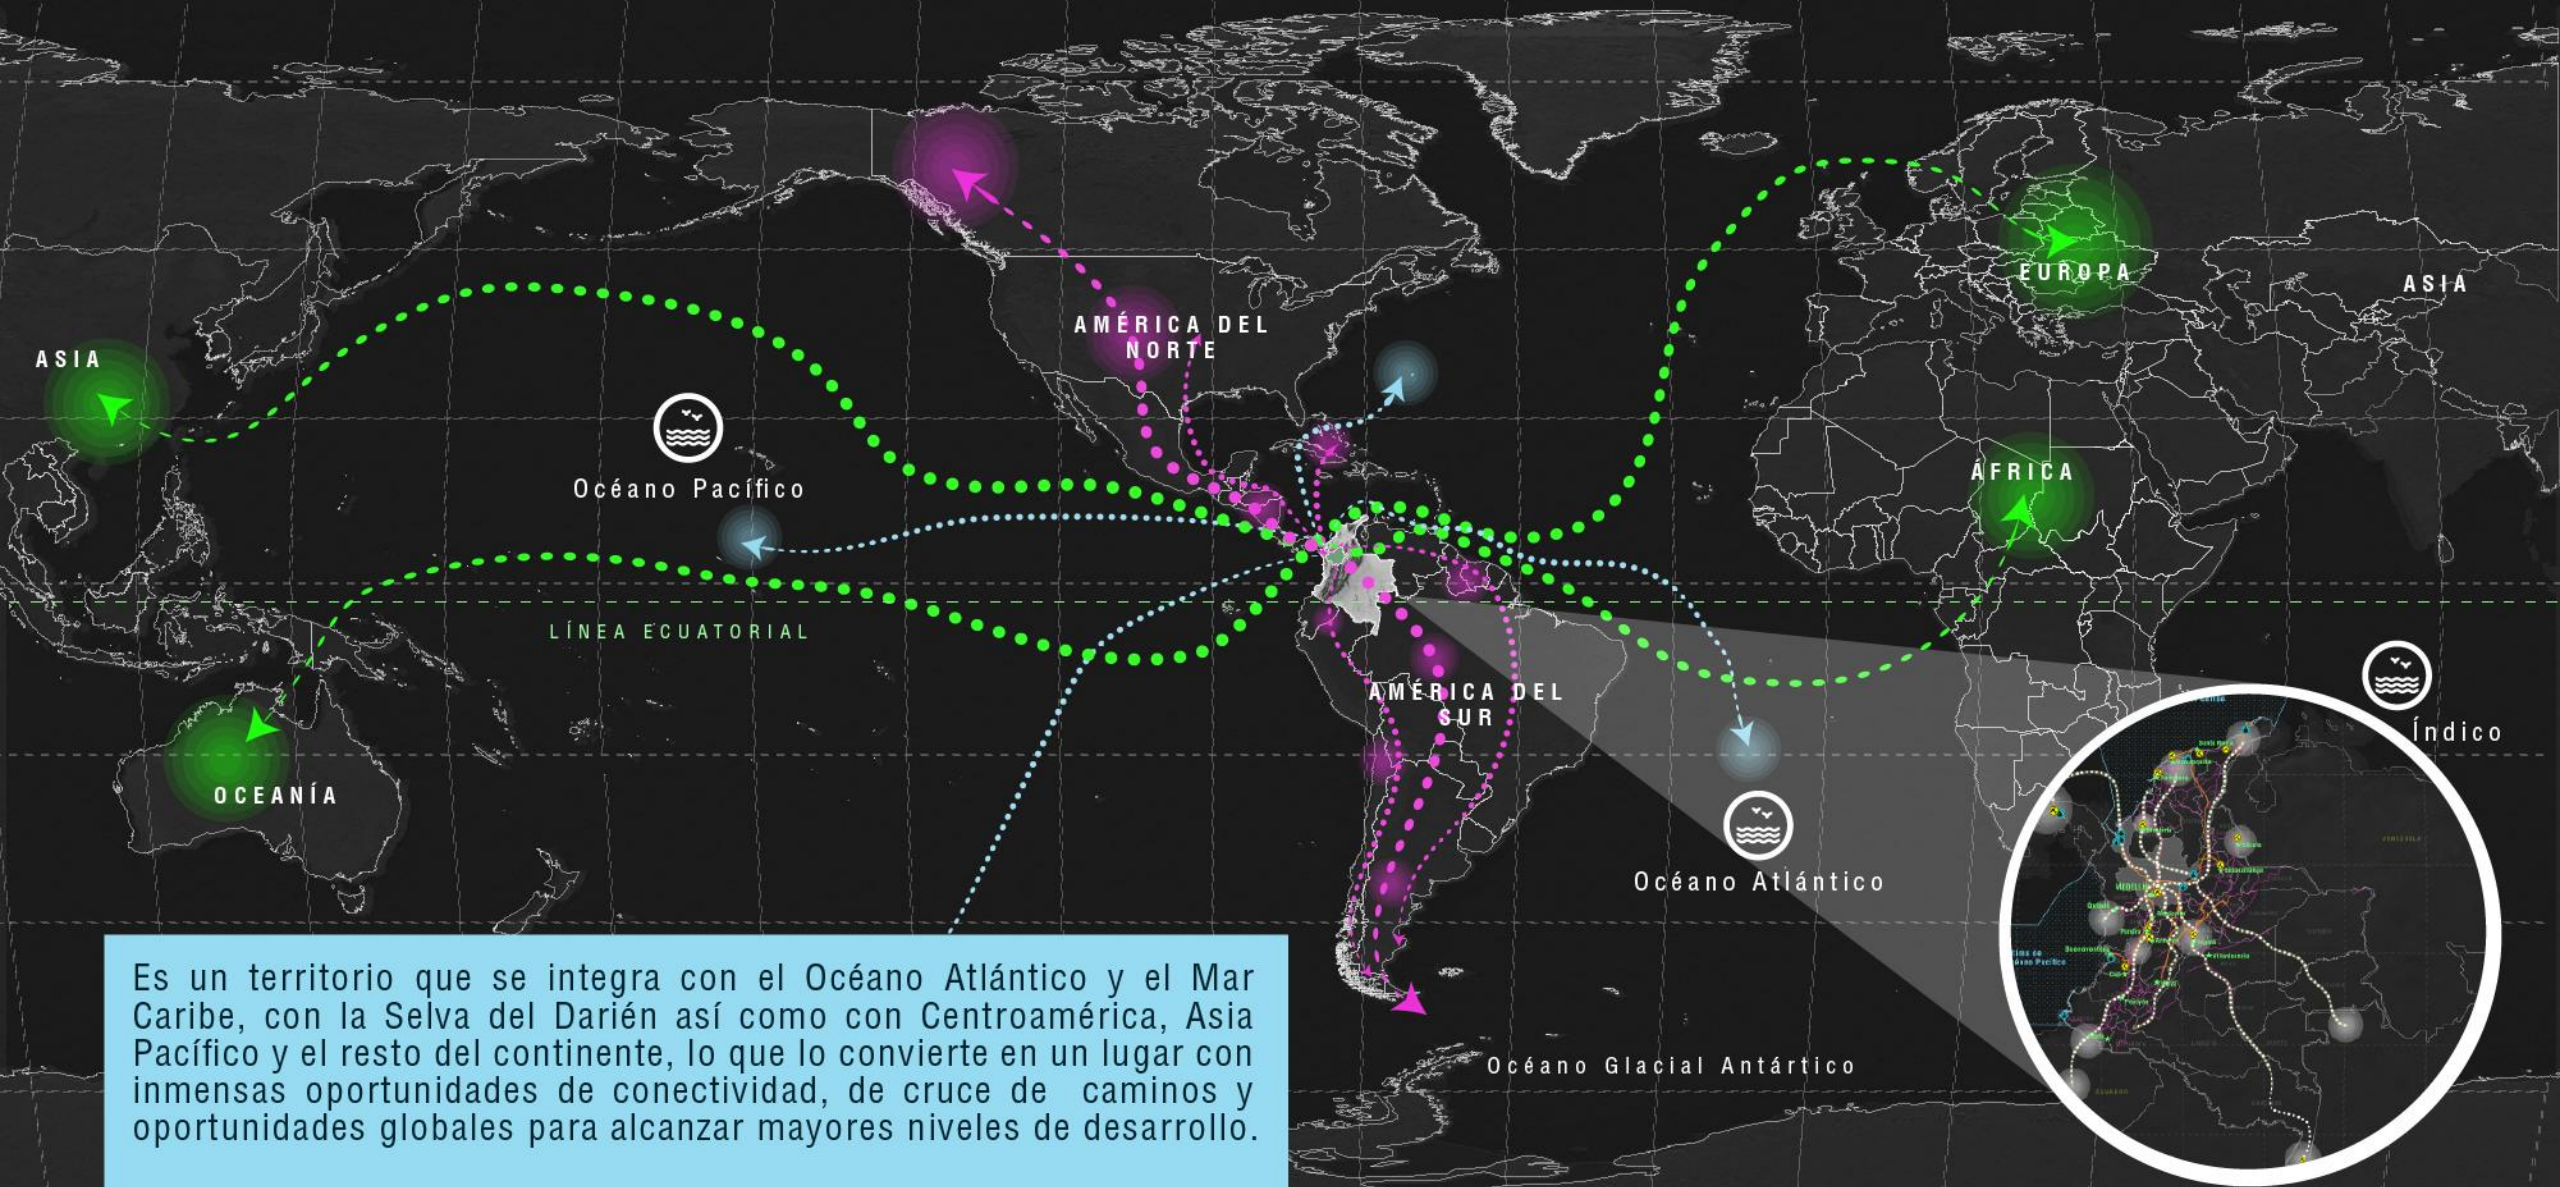 EUROPA
ASIA
AMÉRICA DEL
NORTE
ASIA
ÁFRICA
Océano Pacífico
LÍNEA ECUATORIAL
AMÉRICA DEL
SUR
Índico
OCEANÍA
Océano Atlántico
MEDELLÍN
Océano Glacial Antártico
Es un territorio que se integra con el Océano Atlántico y el Mar
Caribe, con la Selva del Darién así como con Centroamérica, Asia
Pacífico y el resto del continente, lo que lo convierte en un lugar con
inmensas oportunidades de conectividad, de cruce de caminos y
oportunidades globales para alcanzar mayores niveles de desarrollo.